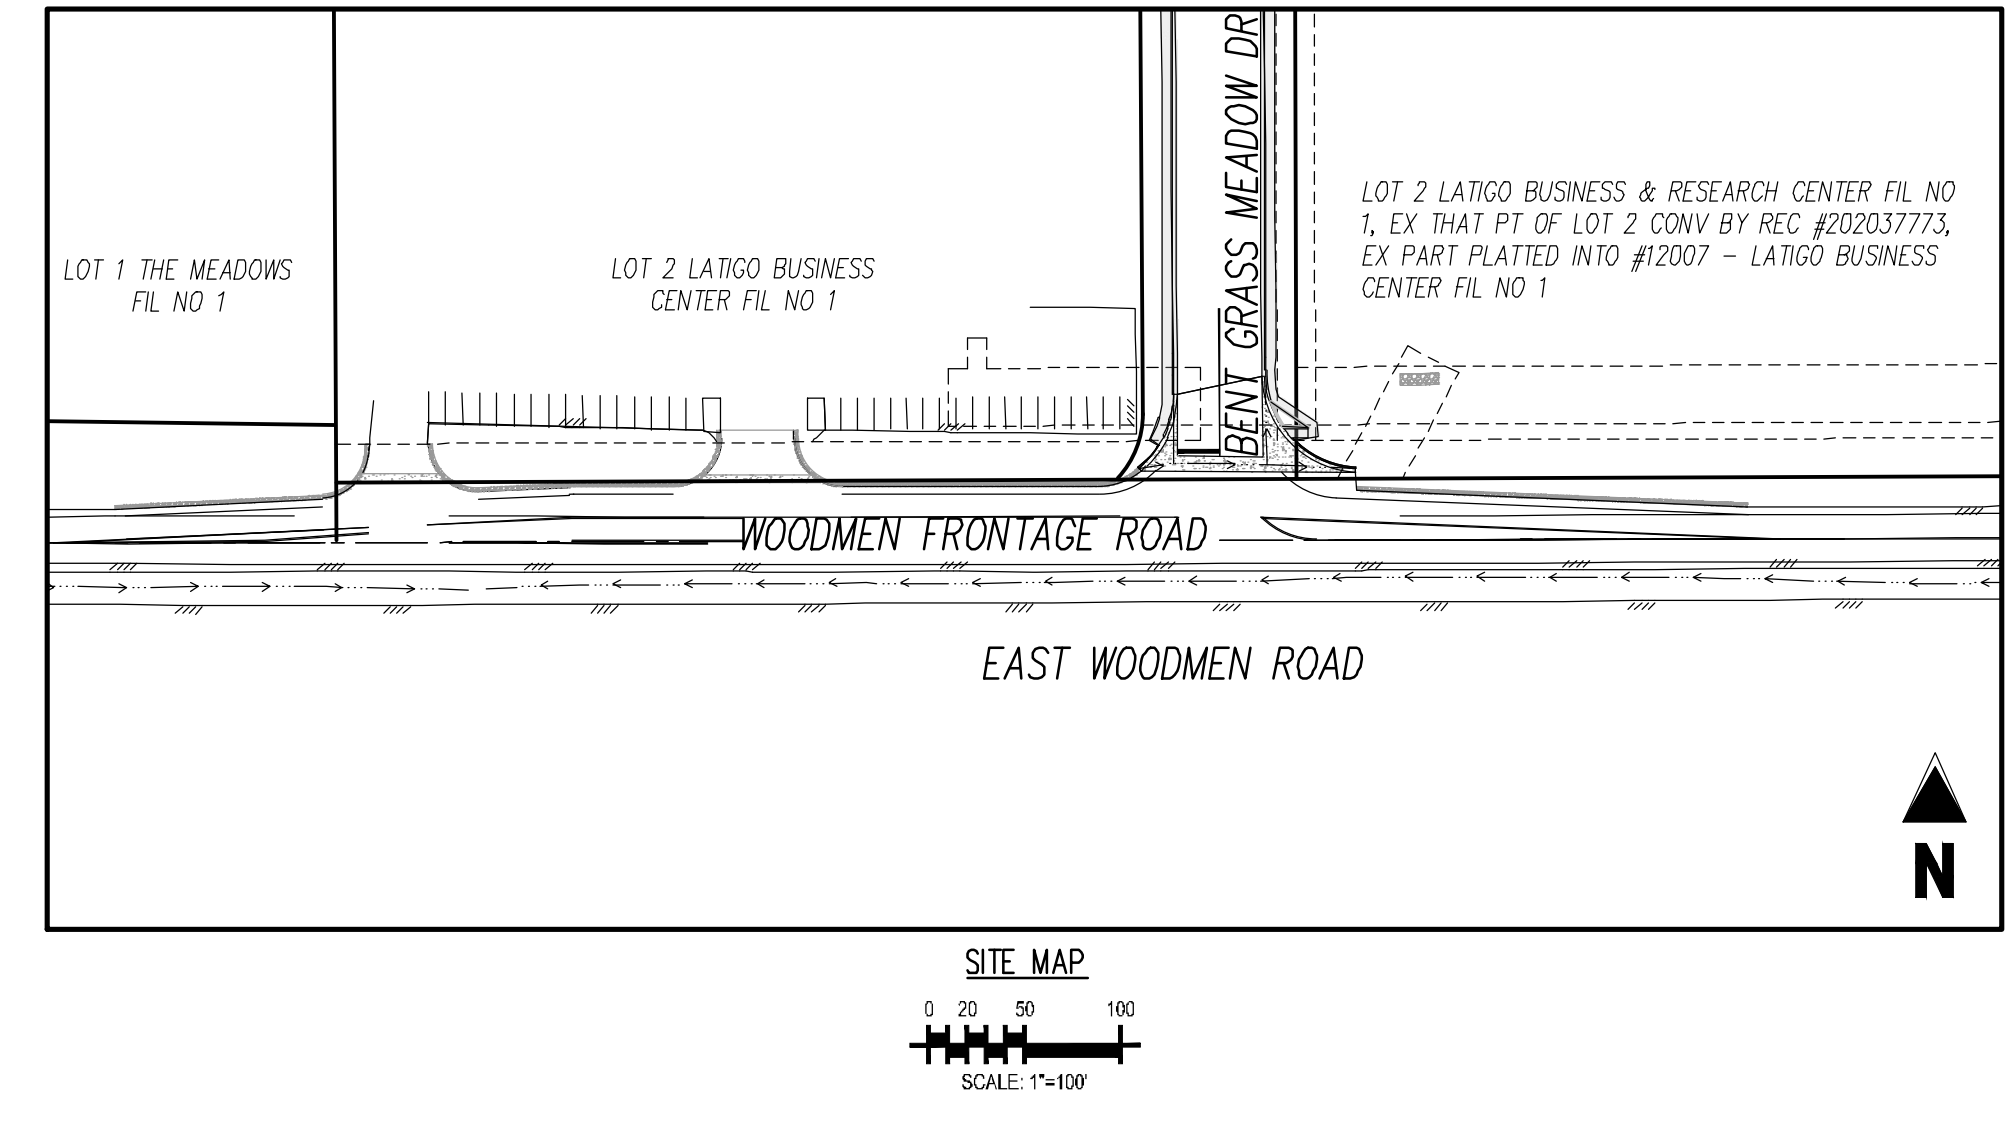 BENT GRASS MEADOW DR
LOT 2 LATIGO BUSINESS & RESEARCH CENTER FIL NO
1, EX THAT PT OF LOT 2 CONV BY REC #202037773,
EX PART PLATTED INTO #12007 - LATIGO BUSINESS
CENTER FIL NO 1
LOT 1 THE MEADOWS
FIL NO 1
LOT 2 LATIGO BUSINESS
CENTER FIL NO 1
WOODMEN FRONTAGE ROAD
EAST WOODMEN ROAD
N
SITE MAP
0 20 50 100
SCALE: 1"=100'